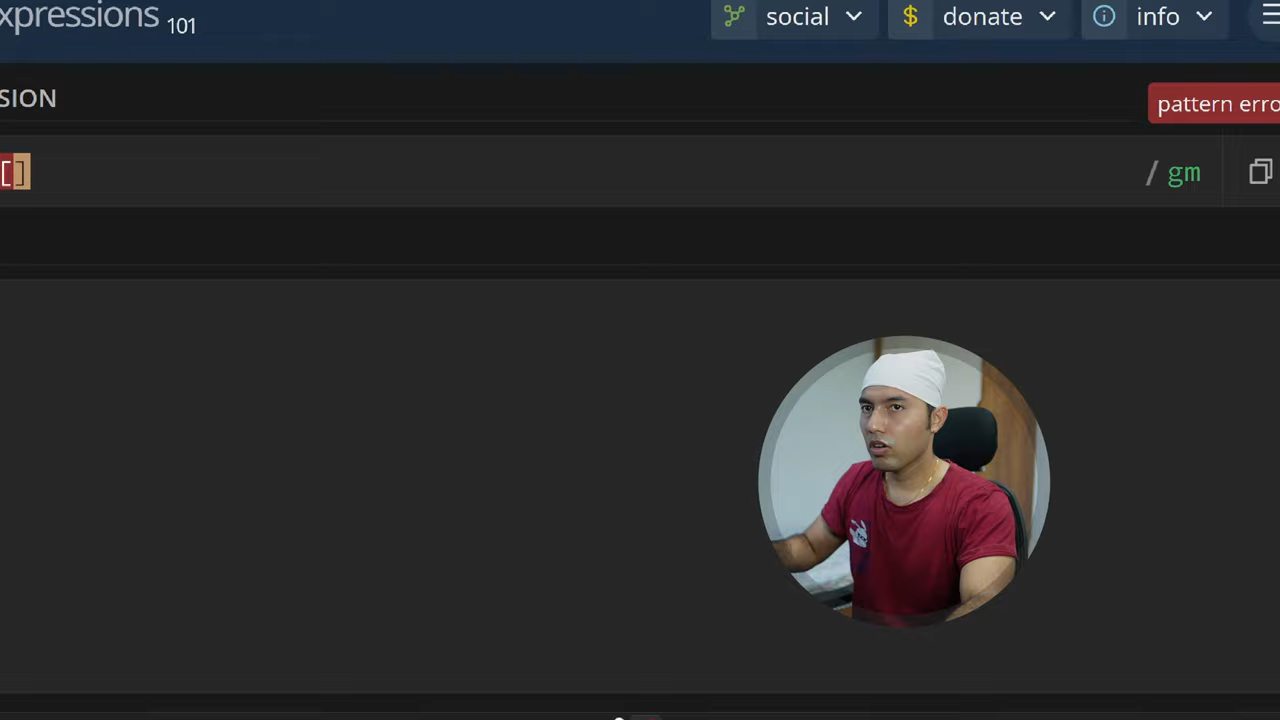 xpressions 101
social
donate
info
SION
pattern erro
[]
/ gm